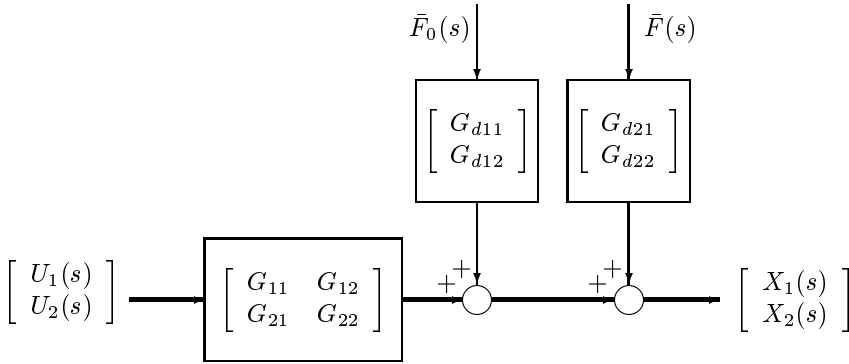 F̄₀(s) F̄(s)
[ G_{d11} ] [ G_{d21} ]
[ G_{d12} ] [ G_{d22} ]
+ +
+ +
[ U₁(s) ] [ G₁₁ G₁₂ ] [ X₁(s) ]
[ U₂(s) ] [ G₂₁ G₂₂ ] [ X₂(s) ]